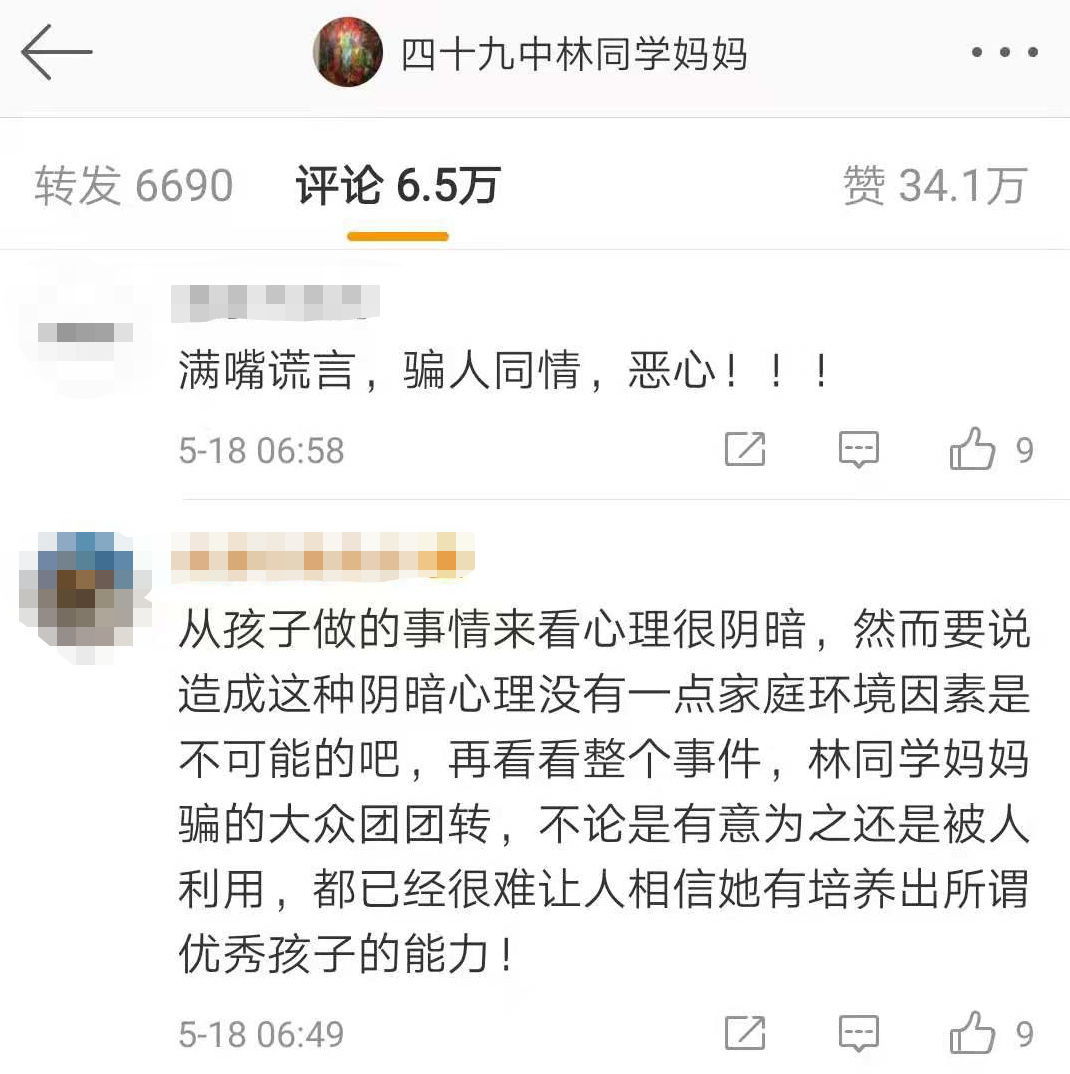 四十九中林同学妈妈
转发 6690
评论 6.5万
赞 34.1万
满嘴谎言，骗人同情，恶心！！！
5-18 06:58
9
从孩子做的事情来看心理很阴暗，然而要说
造成这种阴暗心理没有一点家庭环境因素是
不可能的吧，再看看整个事件，林同学妈妈
骗的大众团团转，不论是有意为之还是被人
利用，都已经很难让人相信她有培养出所谓
优秀孩子的能力！
5-18 06:49
9